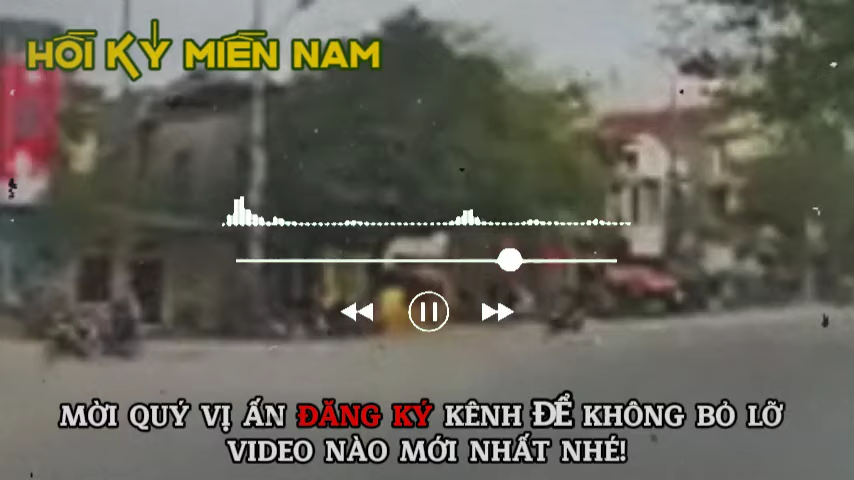 HỒI KÝ MIỀN NAM
MỜI QUÝ VỊ ẤN ĐĂNG KÝ KÊNH ĐỂ KHÔNG BỎ LỠ
VIDEO NÀO MỚI NHẤT NHÉ!